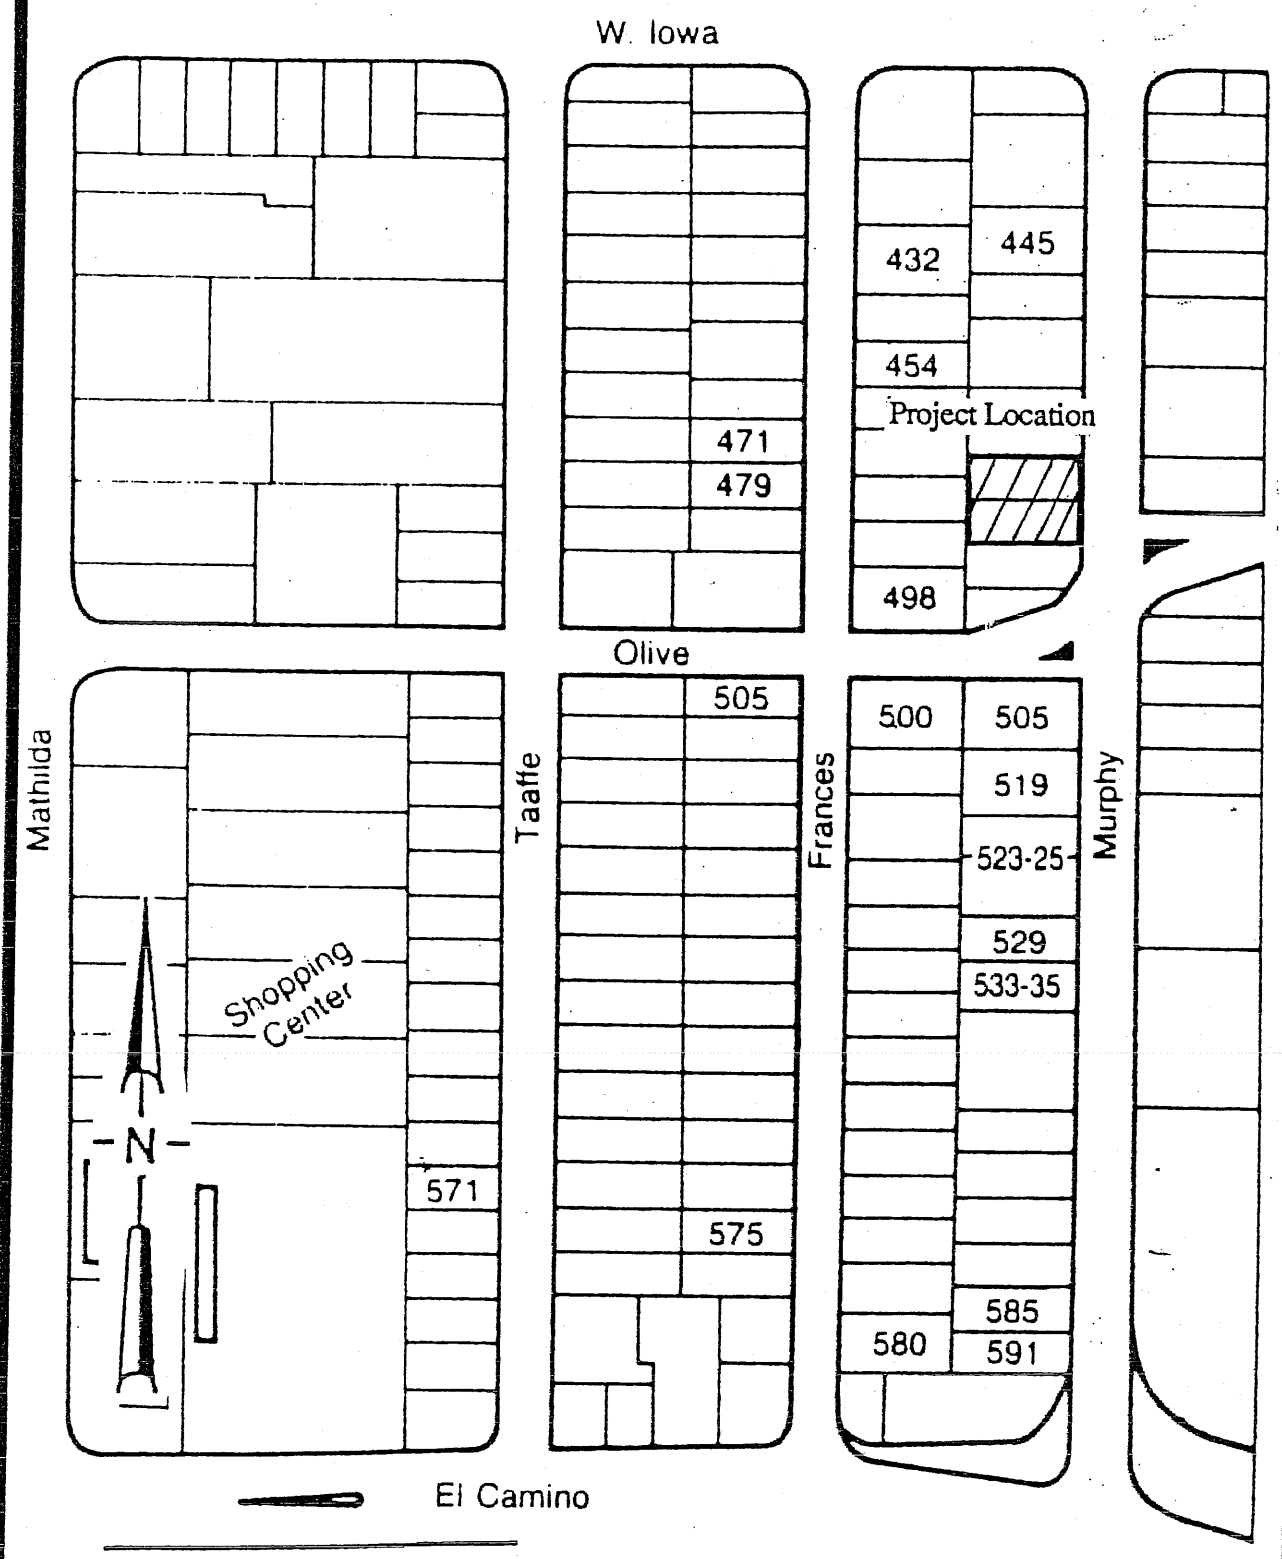 W. Iowa
445
432
454
Project Location
471
479
498
Olive
505
500
505
Mathilda
Taaffe
Frances
519
Murphy
523-25
529
Shopping
Center
533-35
N
571
575
585
580
591
El Camino